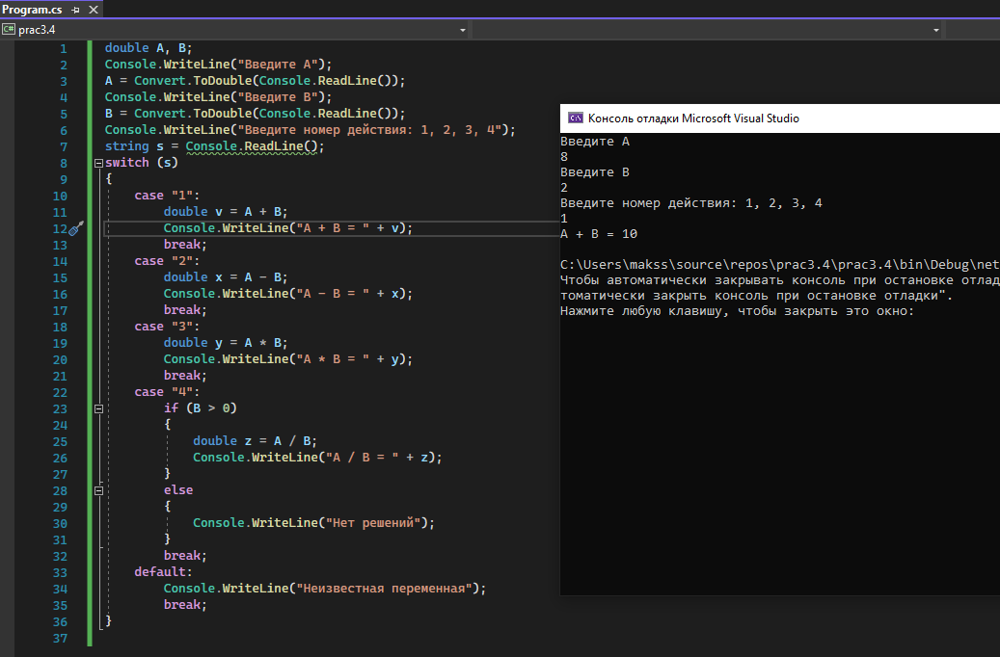 Program.cs
C# prac3.4
1 double A, B;
2 Console.WriteLine("Введите A");
3 A = Convert.ToDouble(Console.ReadLine());
4 Console.WriteLine("Введите B");
5 B = Convert.ToDouble(Console.ReadLine());
6 Console.WriteLine("Введите номер действия: 1, 2, 3, 4");
7 string s = Console.ReadLine();
8 switch (s)
9 {
10 case "1":
11 double v = A + B;
12 Console.WriteLine("A + B = " + v);
13 break;
14 case "2":
15 double x = A - B;
16 Console.WriteLine("A - B = " + x);
17 break;
18 case "3":
19 double y = A * B;
20 Console.WriteLine("A * B = " + y);
21 break;
22 case "4":
23 if (B > 0)
24 {
25 double z = A / B;
26 Console.WriteLine("A / B = " + z);
27 }
28 else
29 {
30 Console.WriteLine("Нет решений");
31 }
32 break;
33 default:
34 Console.WriteLine("Неизвестная переменная");
35 break;
36 }
37
Консоль отладки Microsoft Visual Studio
Введите A
8
Введите B
2
Введите номер действия: 1, 2, 3, 4
1
A + B = 10
C:\Users\makss\source\repos\prac3.4\prac3.4\bin\Debug\net
Чтобы автоматически закрывать консоль при остановке отлад
томатически закрыть консоль при остановке отладки".
Нажмите любую клавишу, чтобы закрыть это окно: